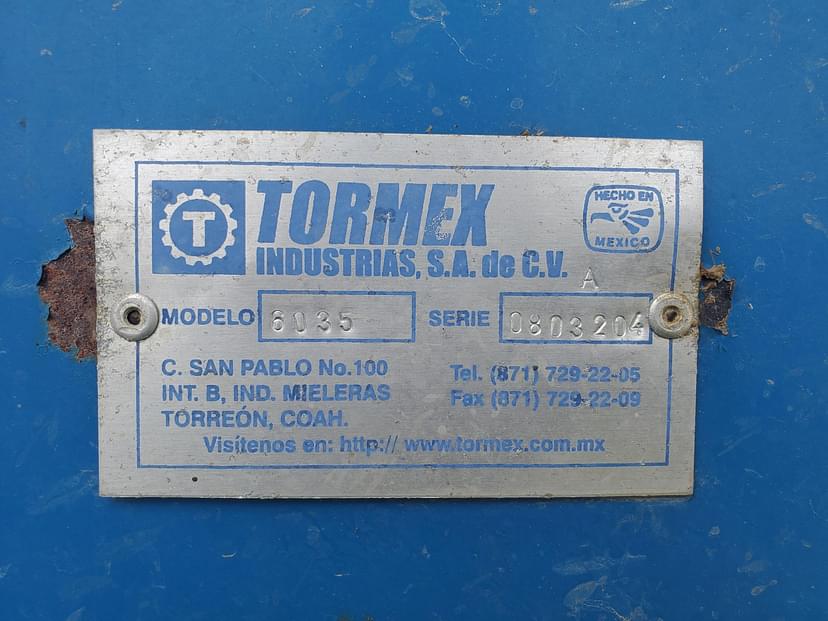 T
TORMEX
INDUSTRIAS, S.A. de C.V.
HECHO EN
MEXICO
A
MODELO 6035 SERIE 0803204
C. SAN PABLO No.100
INT. B, IND. MIELERAS
TORREÓN, COAH.
Tel. (871) 729-22-05
Fax (871) 729-22-09
Visítenos en: http:// www.tormex.com.mx